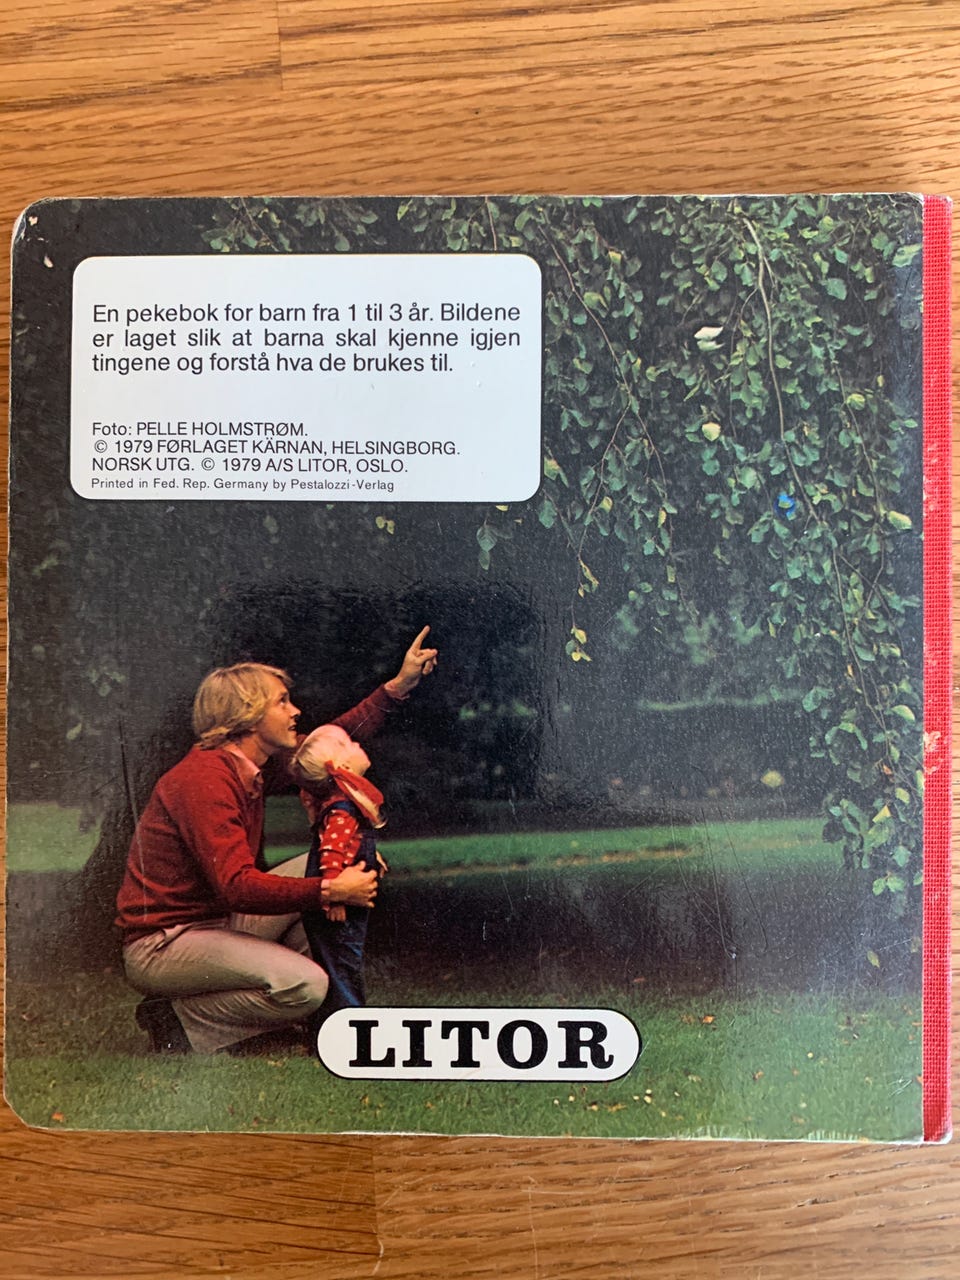 En pekebok for barn fra 1 til 3 år. Bildene
er laget slik at barna skal kjenne igjen
tingene og forstå hva de brukes til.
Foto: PELLE HOLMSTRØM.
© 1979 FØRLAGET KÄRNAN, HELSINGBORG.
NORSK UTG. © 1979 A/S LITOR, OSLO.
Printed in Fed. Rep. Germany by Pestalozzi-Verlag
LITOR